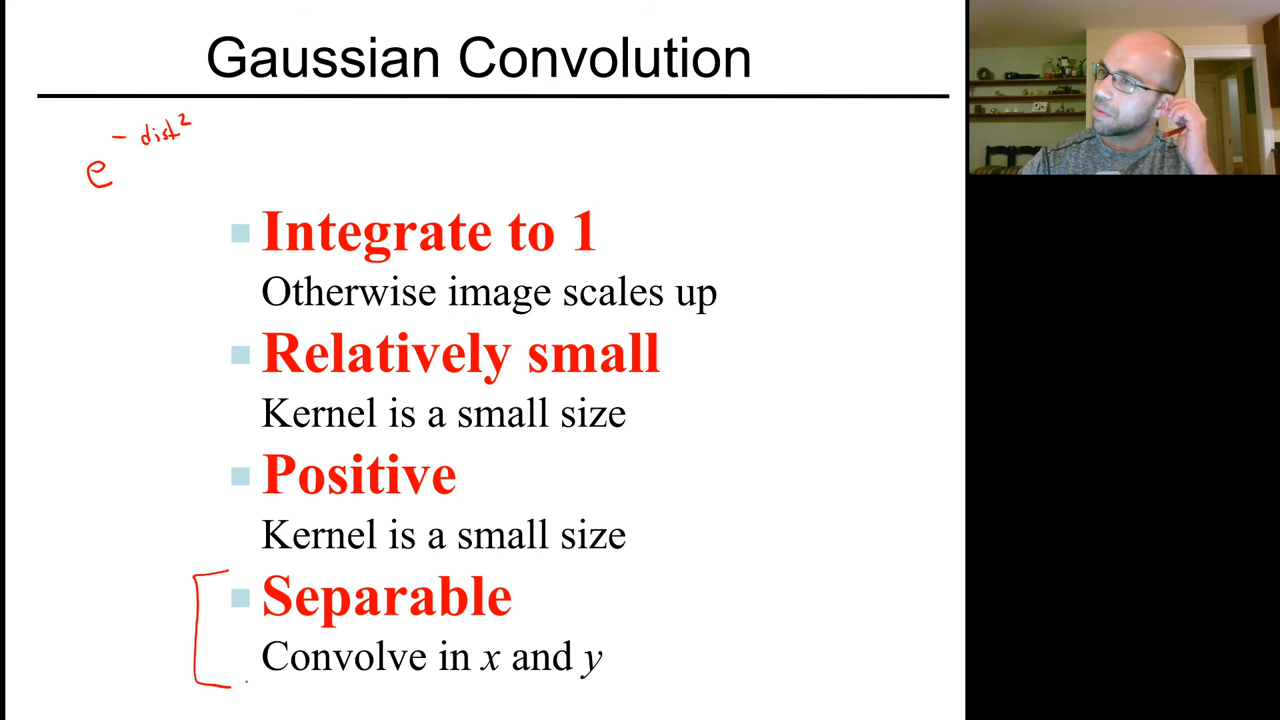 Gaussian Convolution
e^-dist²
Integrate to 1
Otherwise image scales up
Relatively small
Kernel is a small size
Positive
Kernel is a small size
Separable
Convolve in x and y